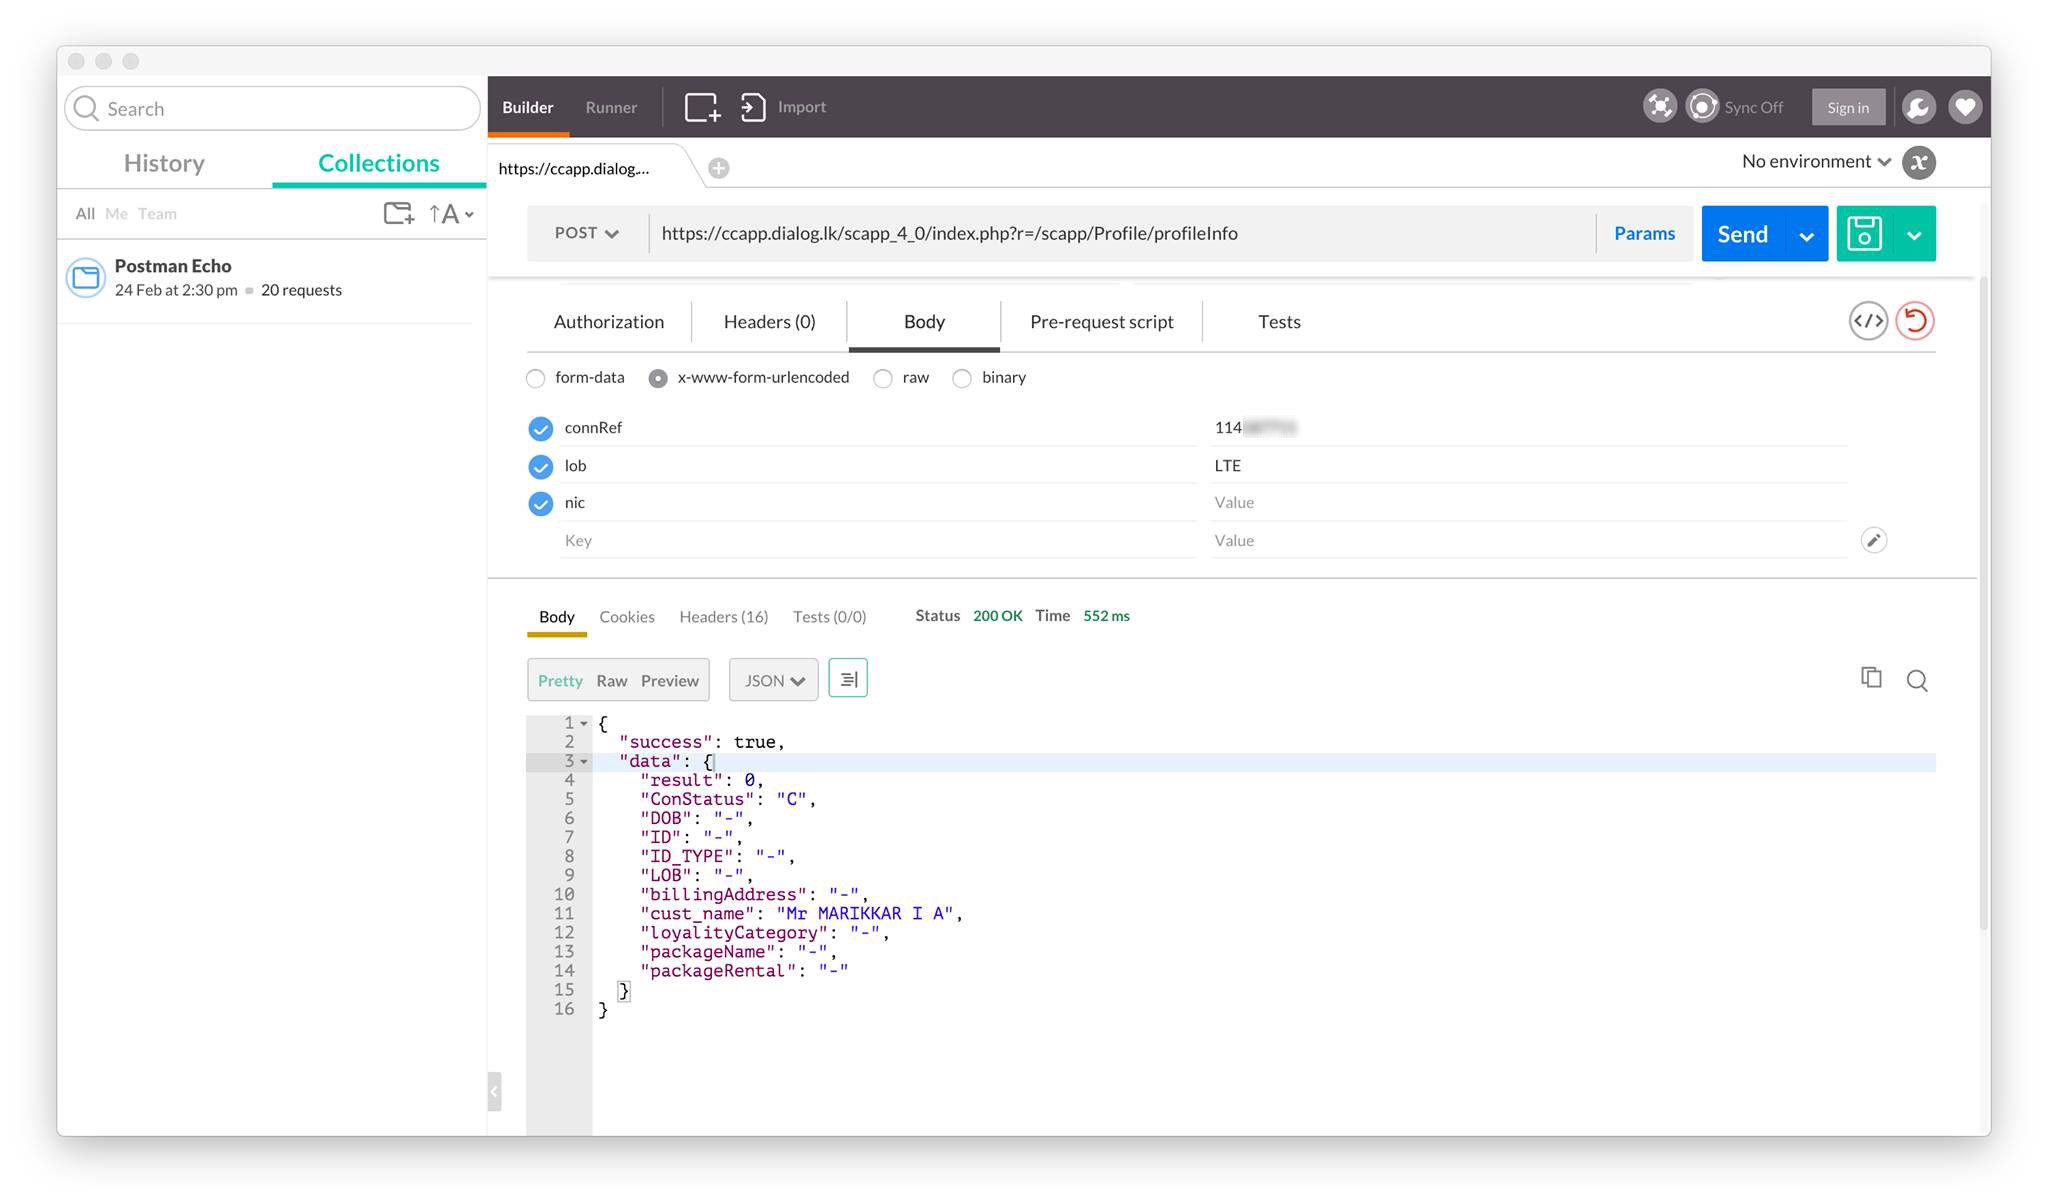 Search
History Collections
All Me Team ↑A
Postman Echo
24 Feb at 2:30 pm 20 requests
Builder Runner Import Sync Off Sign in
https://ccapp.dialog.... No environment x
POST https://ccapp.dialog.lk/scapp_4_0/index.php?r=/scapp/Profile/profileInfo Params Send
Authorization Headers (0) Body Pre-request script Tests </>
form-data x-www-form-urlencoded raw binary
connRef 114
lob LTE
nic Value
Key Value
Body Cookies Headers (16) Tests (0/0) Status 200 OK Time 552 ms
Pretty Raw Preview JSON
1 {
2 "success": true,
3 "data": {
4 "result": 0,
5 "ConStatus": "C",
6 "DOB": "-",
7 "ID": "-",
8 "ID_TYPE": "-",
9 "LOB": "-",
10 "billingAddress": "-",
11 "cust_name": "Mr MARIKKAR I A",
12 "loyalityCategory": "-",
13 "packageName": "-",
14 "packageRental": "-"
15 }
16 }